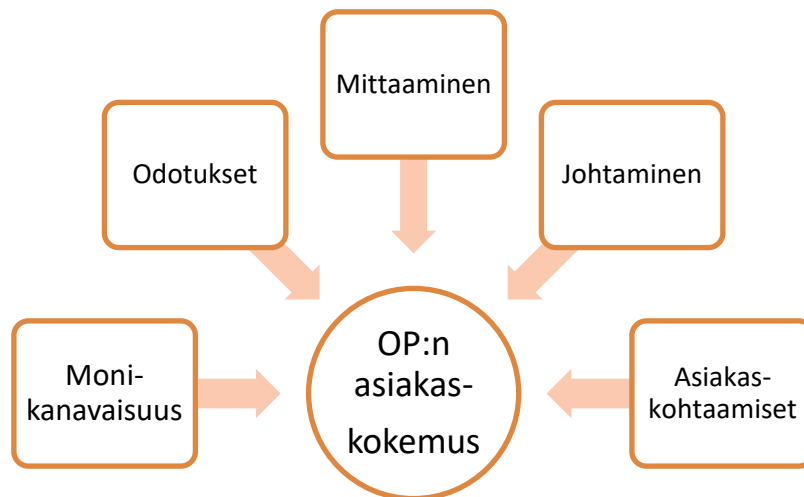 Mittaaminen
Odotukset
Johtaminen
Moni-
kanavaisuus
OP:n
asiakas-
kokemus
Asiakas-
kohtaamiset